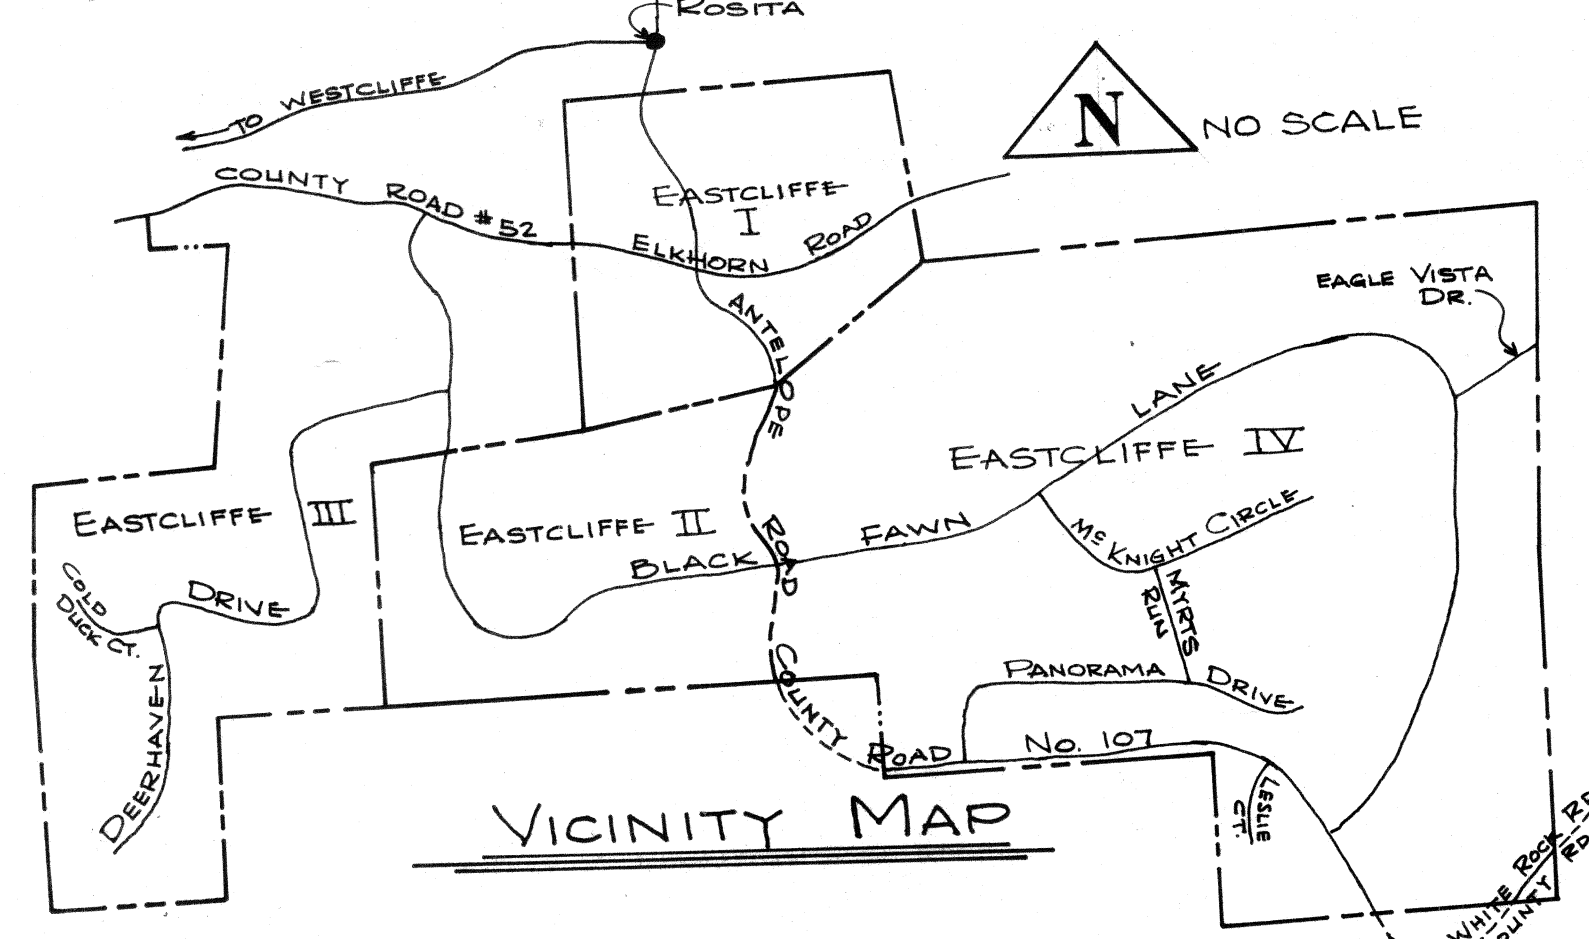 ROSITA
TO WESTCLIFFE
N
NO SCALE
COUNTY ROAD #52
EASTCLIFFE
I
ELKHORN ROAD
ANTELOPE ROAD
EAGLE VISTA
DR.
BLACK FAWN LANE
EASTCLIFFE IV
EASTCLIFFE III
EASTCLIFFE II
McKNIGHT CIRCLE
MYRTS
RUN
COLD
DUCK CT.
DEERHAVEN DRIVE
PANORAMA DRIVE
COUNTY ROAD No. 107
LESLIE
CT.
VICINITY MAP
WHITE ROCK RD
RD